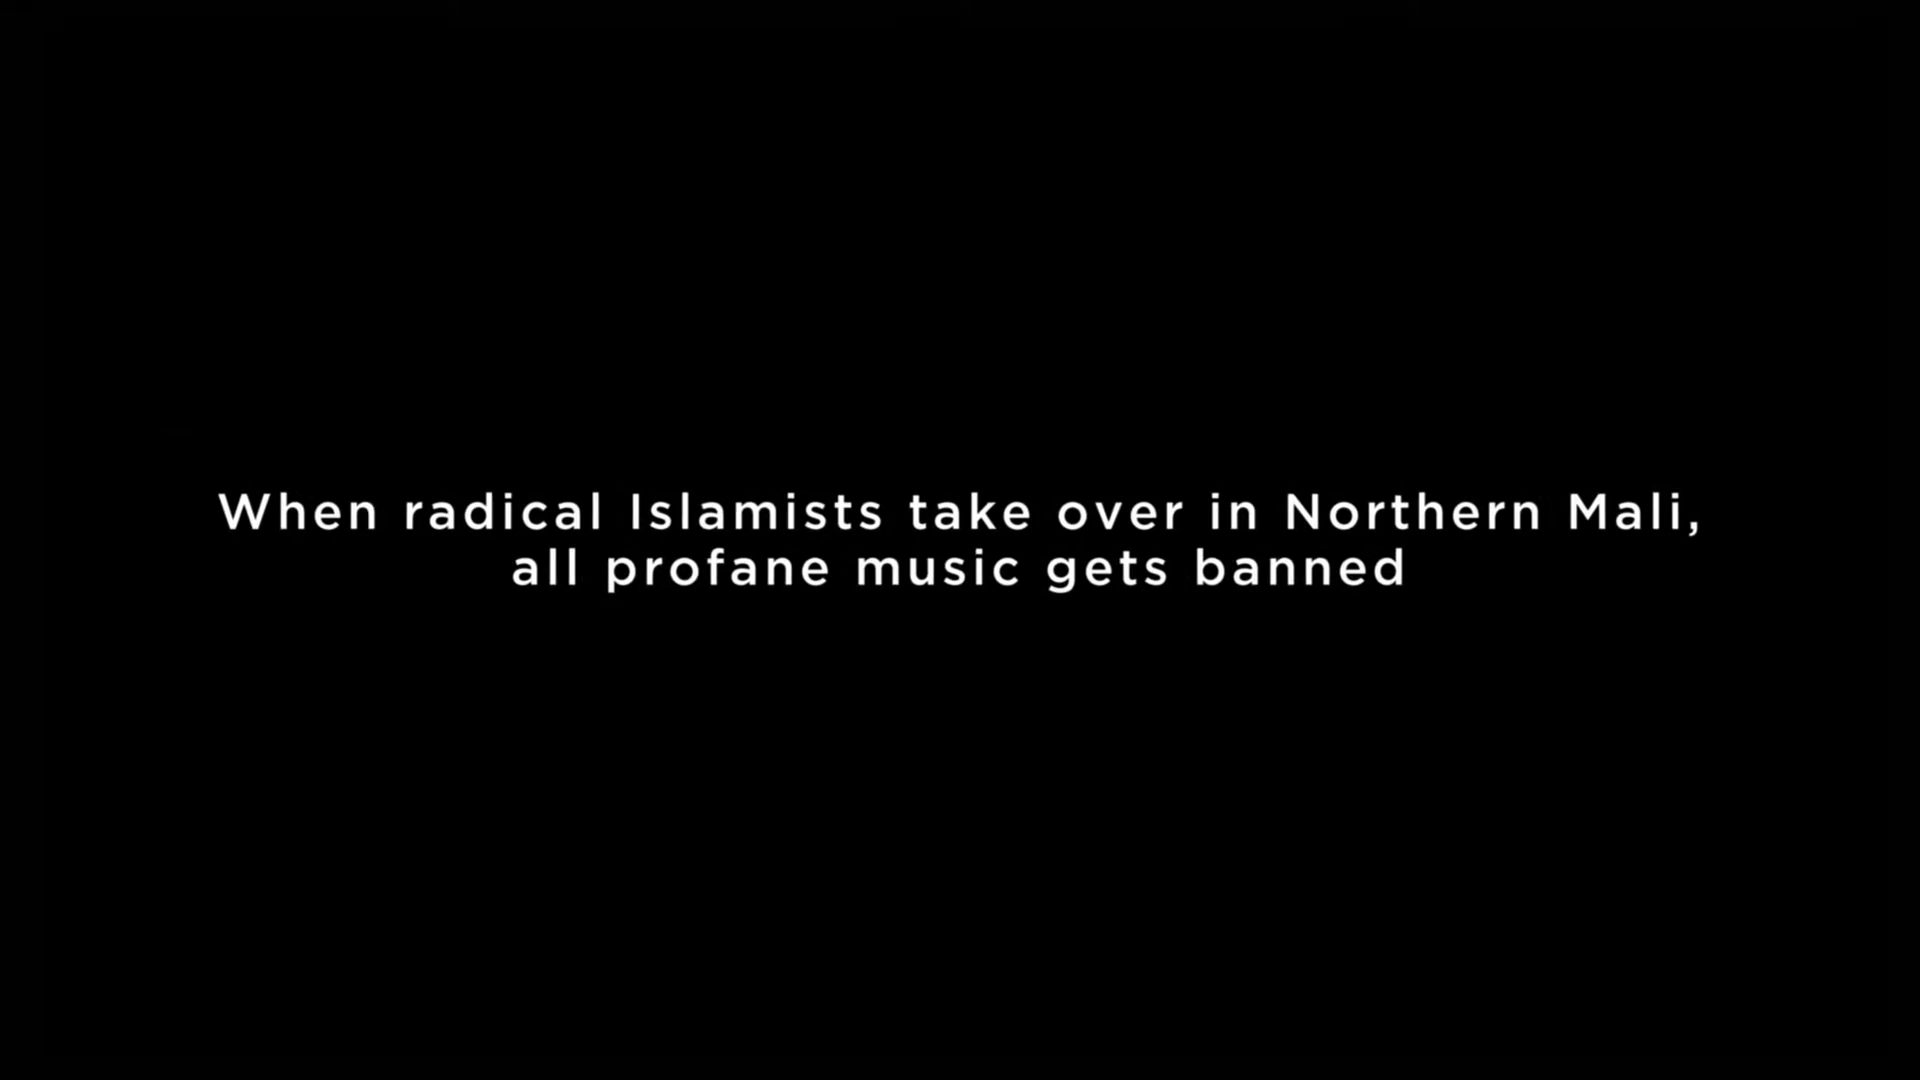 When radical Islamists take over in Northern Mali,
all profane music gets banned